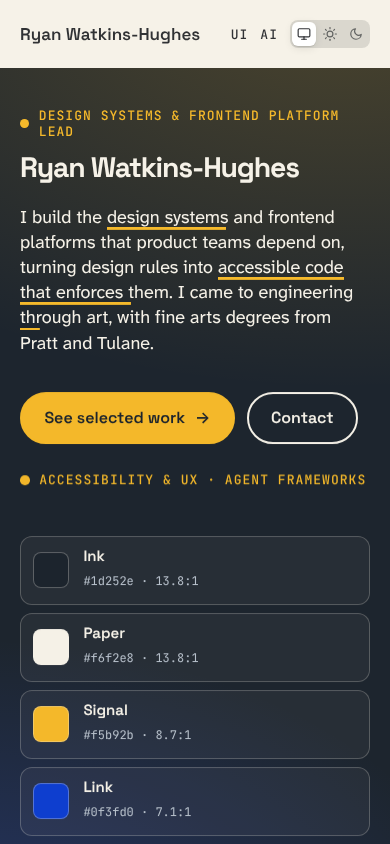 Ryan Watkins-Hughes
UI AI
DESIGN SYSTEMS & FRONTEND PLATFORM
LEAD
Ryan Watkins-Hughes
I build the design systems and frontend
platforms that product teams depend on,
turning design rules into accessible code
that enforces them. I came to engineering
through art, with fine arts degrees from
Pratt and Tulane.
See selected work →
Contact
ACCESSIBILITY & UX · AGENT FRAMEWORKS
Ink
#1d252e · 13.8:1
Paper
#f6f2e8 · 13.8:1
Signal
#f5b92b · 8.7:1
Link
#0f3fd0 · 7.1:1